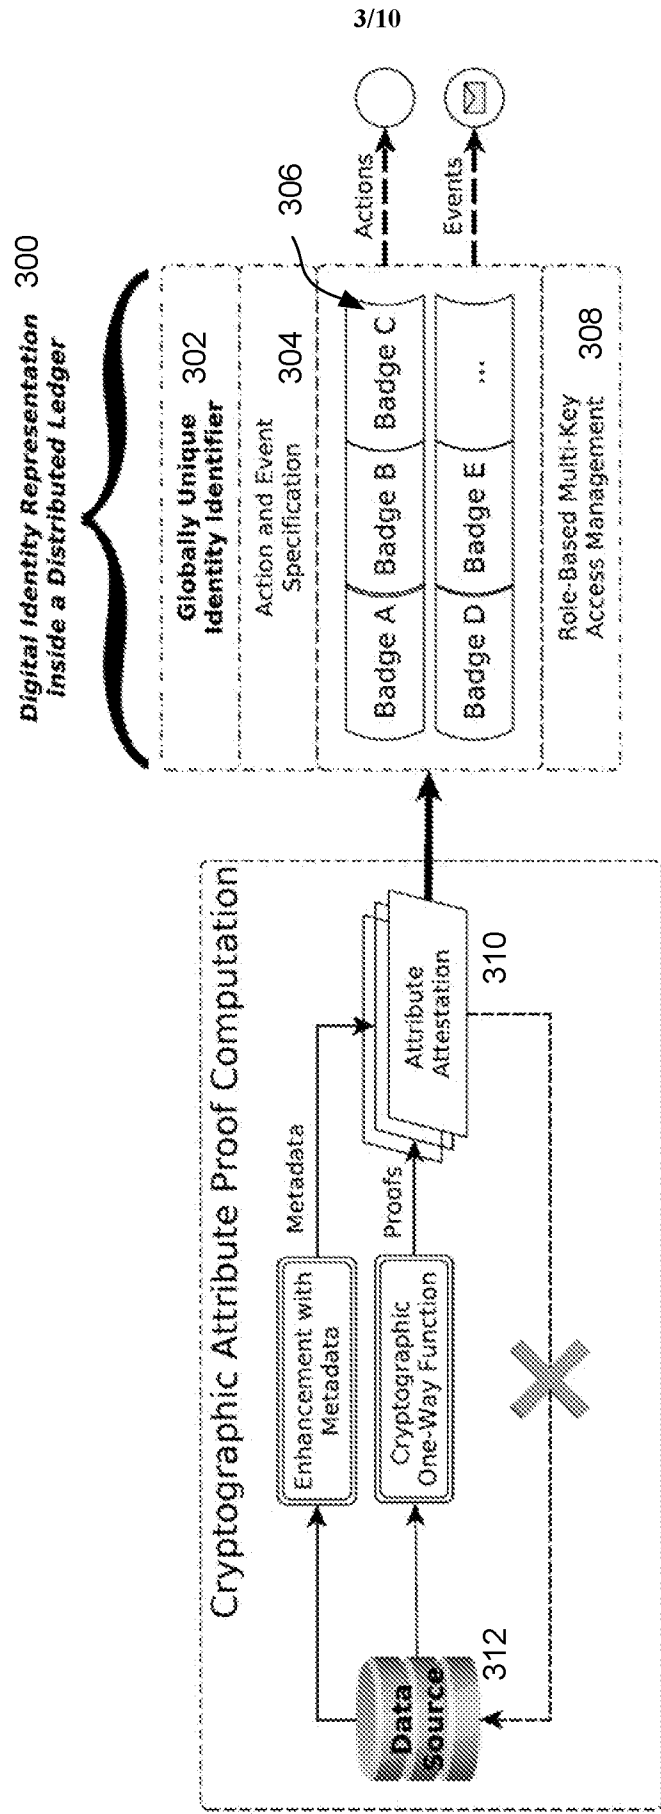 3/10
Digital Identity Representation 300
inside a Distributed Ledger
Globally Unique
Identity Identifier
302
Action and Event
Specification
304
306
Badge A
Badge B
Badge C
Badge D
Badge E
...
Role-Based Multi-Key
Access Management
308
Actions
Events
Cryptographic Attribute Proof Computation
Data
Source
312
Enhancement with
Metadata
Metadata
Cryptographic
One-Way Function
Proofs
Attribute
Attestation
310